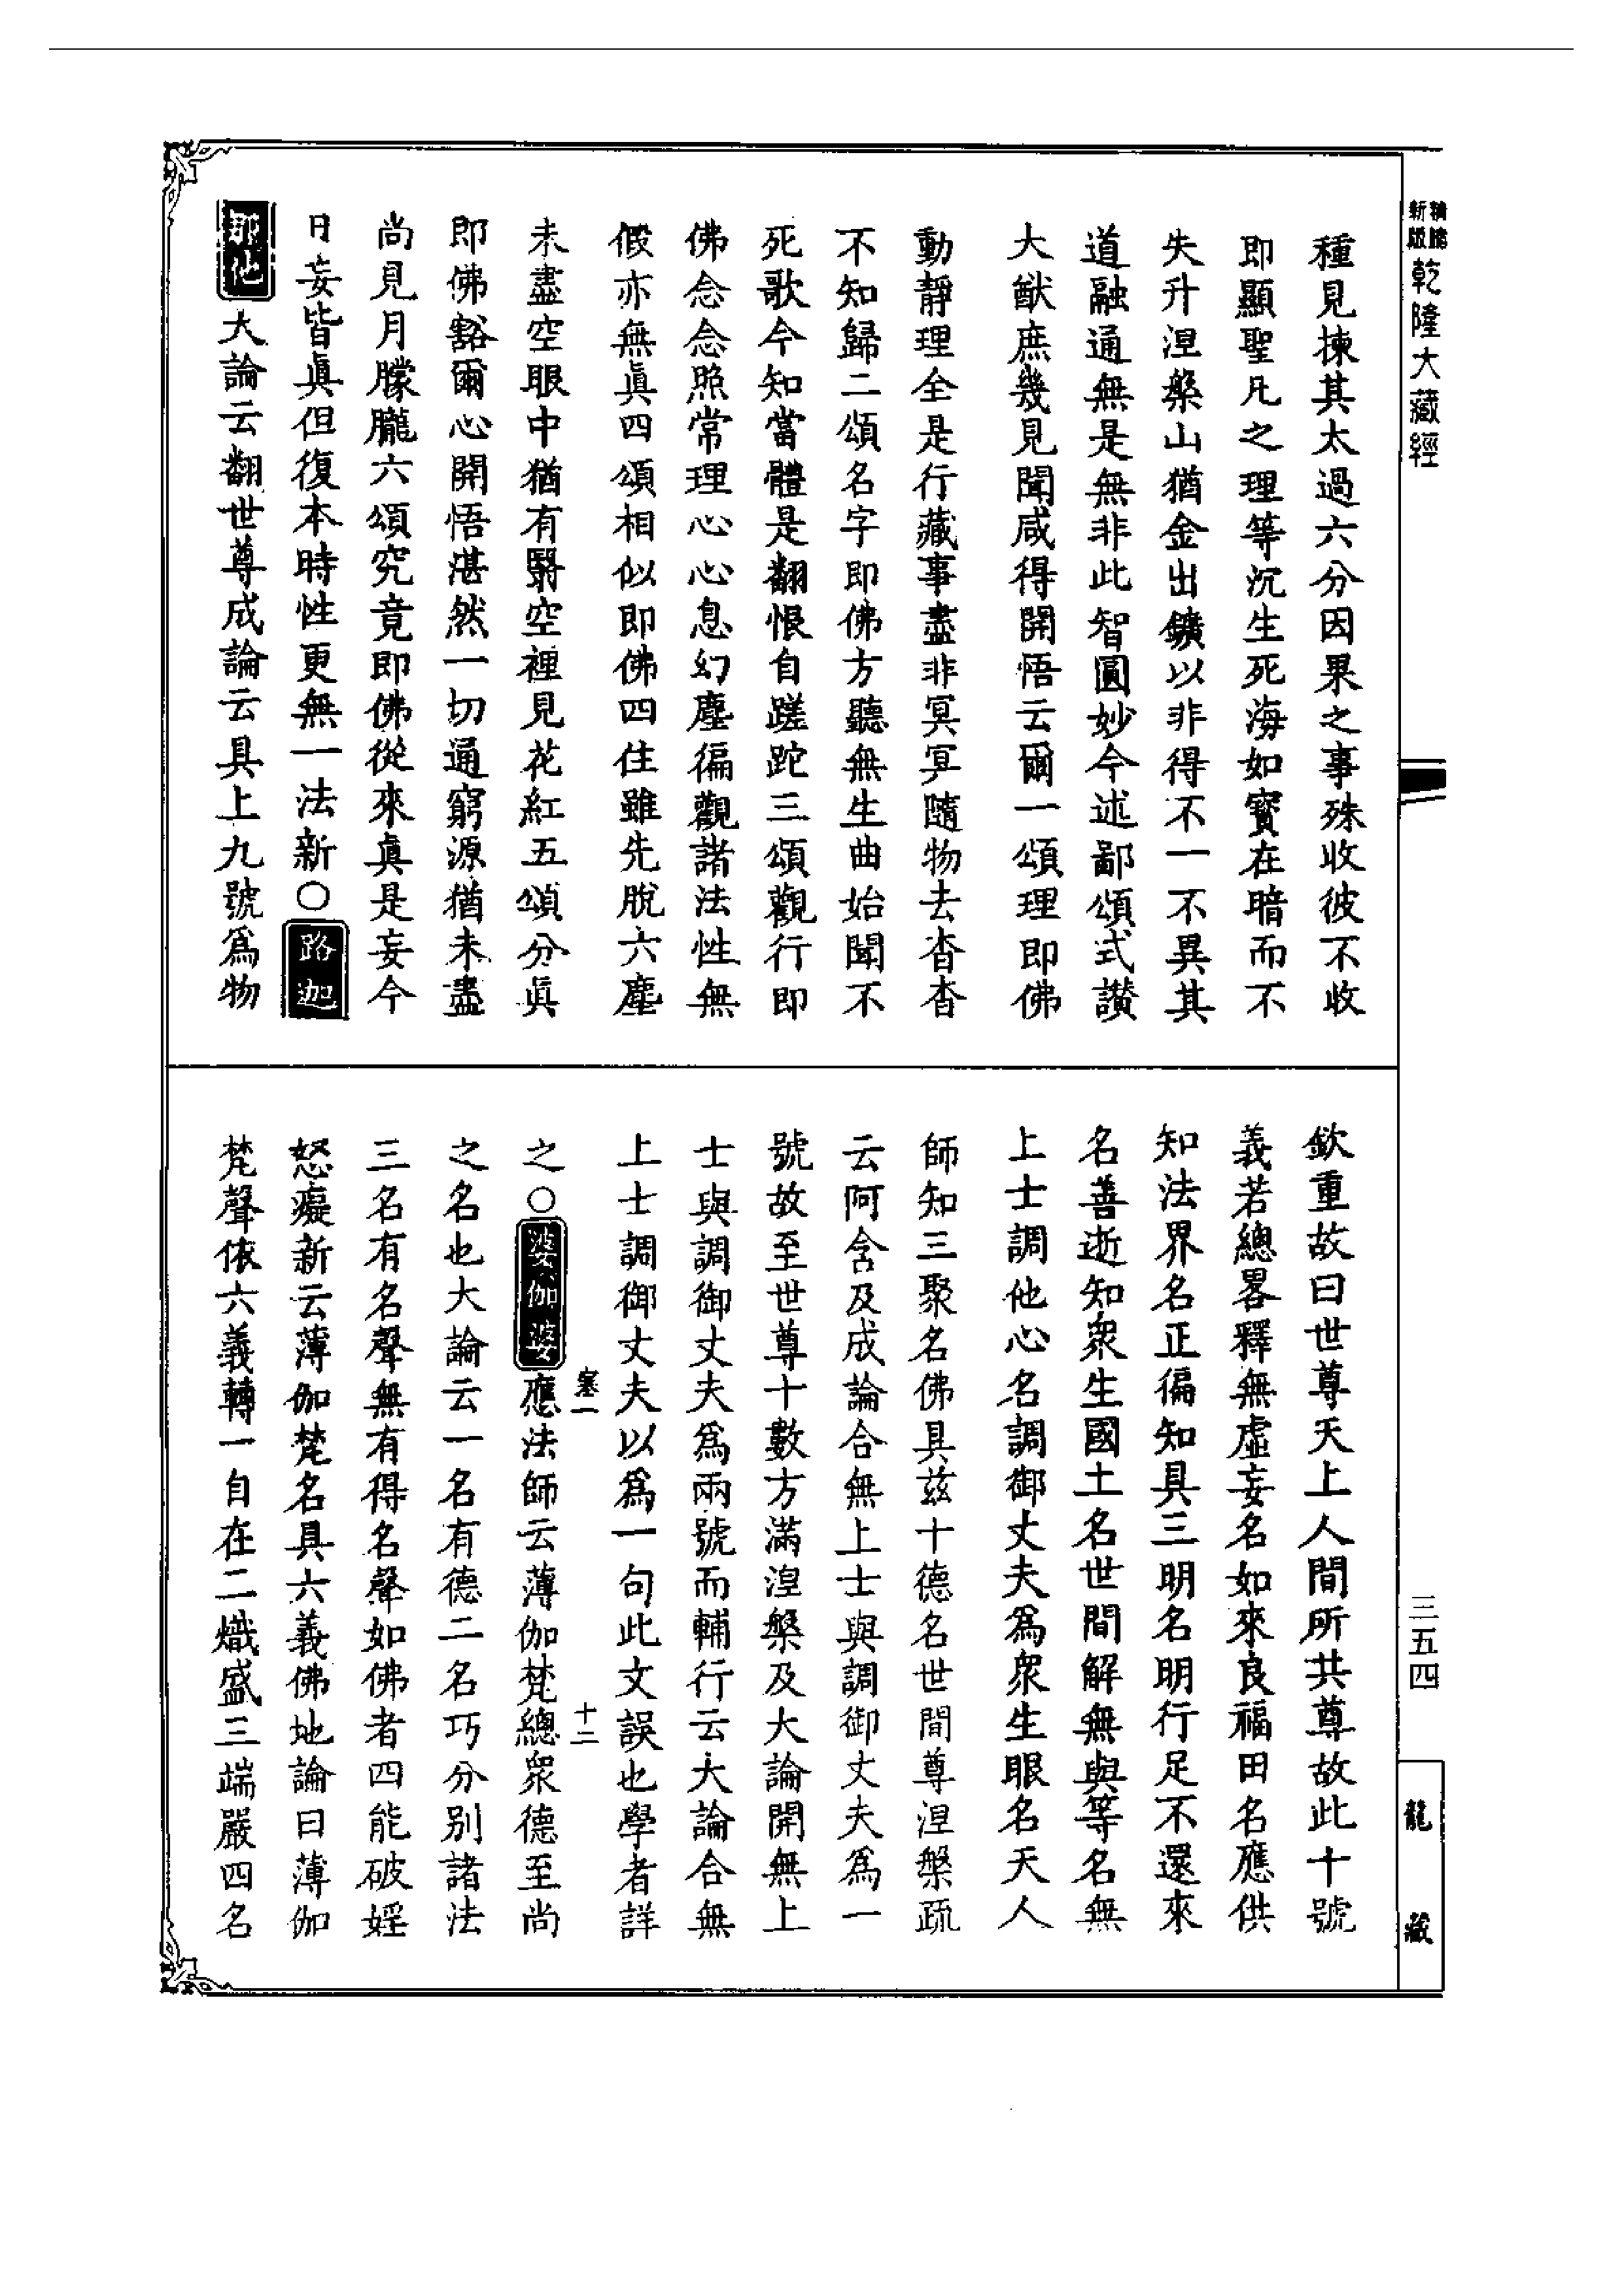 新版
精縮
乾隆大藏經
種見揀其太過六分因果之事殊收彼不收
即顯聖凡之理等沉生死海如寶在暗而不
失升涅槃山猶金出鑛以非得不一不異其
道融通無是無非此智圓妙今述鄙頌式讃
大猷庶幾見聞咸得開悟云爾一頌理即佛
動靜理全是行藏事盡非冥冥隨物去杳杳
不知歸二頌名字即佛方聽無生曲始聞不
死歌今知當體是翻恨自蹉跎三頌觀行即
佛念念照常理心心息幻塵徧觀諸法性無
假亦無眞四頌相似即佛四住雖先脫六塵
未盡空眼中猶有翳空裡見花紅五頌分眞
即佛豁爾心開悟湛然一切通窮源猶未盡
尚見月朦朧六頌究竟即佛從來眞是妄今
日妄皆眞但復本時性更無一法新○路迦
那他大論云翻世尊成論云具上九號爲物
欽重故曰世尊天上人間所共尊故此十號
義若總畧釋無虛妄名如來良福田名應供
知法界名正徧知具三明名明行足不還來
名善逝知衆生國土名世間解無與等名無
上士調他心名調御丈夫爲衆生眼名天人
師知三聚名佛具茲十德名世間尊涅槃疏
云阿含及成論合無上士與調御丈夫爲一
號故至世尊十數方滿涅槃及大論開無上
士與調御丈夫爲兩號而輔行云大論合無
上士調御丈夫以爲一句此文誤也學者詳
寒一
十二
之○婆伽婆應法師云薄伽梵總衆德至尚
之名也大論云一名有德二名巧分別諸法
三名有名聲無有得名聲如佛者四能破婬
怒癡新云薄伽梵名具六義佛地論曰薄伽
梵聲依六義轉一自在二熾盛三端嚴四名
三五四
龍藏